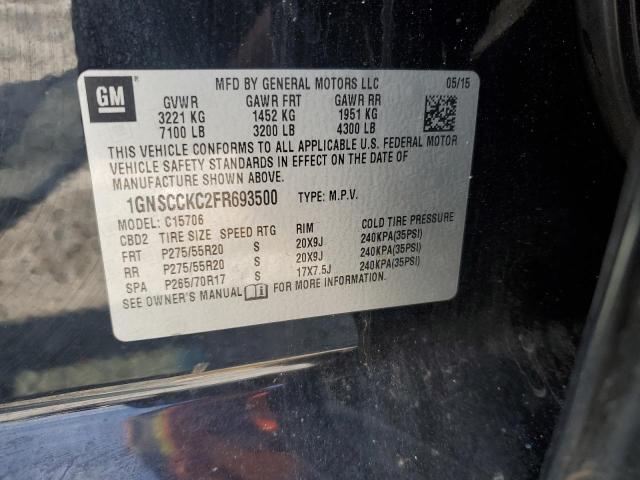 GM
MFD BY GENERAL MOTORS LLC 05/15
GVWR GAWR FRT GAWR RR
3221 KG 1452 KG 1951 KG
7100 LB 3200 LB 4300 LB
THIS VEHICLE CONFORMS TO ALL APPLICABLE U.S. FEDERAL MOTOR
VEHICLE SAFETY STANDARDS IN EFFECT ON THE DATE OF
MANUFACTURE SHOWN ABOVE.
1GNSCCKC2FR693500 TYPE: M.P.V.
MODEL: C15706
CBD2 TIRE SIZE SPEED RTG RIM COLD TIRE PRESSURE
FRT P275/55R20 S 20X9J 240KPA(35PSI)
RR P275/55R20 S 20X9J 240KPA(35PSI)
SPA P265/70R17 S 17X7.5J 240KPA(35PSI)
SEE OWNER'S MANUAL FOR MORE INFORMATION.